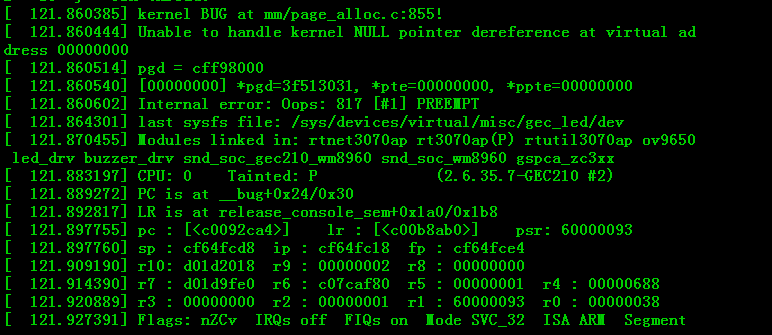 [  121.860385] kernel BUG at mm/page_alloc.c:855!
[  121.860444] Unable to handle kernel NULL pointer dereference at virtual ad
dress 00000000
[  121.860514] pgd = cff98000
[  121.860540] [00000000] *pgd=3f513031, *pte=00000000, *ppte=00000000
[  121.860602] Internal error: Oops: 817 [#1] PREEMPT
[  121.864301] last sysfs file: /sys/devices/virtual/misc/gec_led/dev
[  121.870455] Modules linked in: rtnet3070ap rt3070ap(P) rtutil3070ap ov9650
 led_drv buzzer_drv snd_soc_gec210_wm8960 snd_soc_wm8960 gspca_zc3xx
[  121.883197] CPU: 0    Tainted: P           (2.6.35.7-GEC210 #2)
[  121.889272] PC is at __bug+0x24/0x30
[  121.892817] LR is at release_console_sem+0x1a0/0x1b8
[  121.897755] pc : [<c0092ca4>]    lr : [<c00b8ab0>]    psr: 60000093
[  121.897760] sp : cf64fcd8  ip : cf64fc18  fp : cf64fce4
[  121.909190] r10: d01d2018  r9 : 00000002  r8 : 00000000
[  121.914390] r7 : d01d9fe0  r6 : c07caf80  r5 : 00000001  r4 : 00000688
[  121.920889] r3 : 00000000  r2 : 00000001  r1 : 60000093  r0 : 00000038
[  121.927391] Flags: nZCv  IRQs off  FIQs on  Mode SVC_32  ISA ARM  Segment